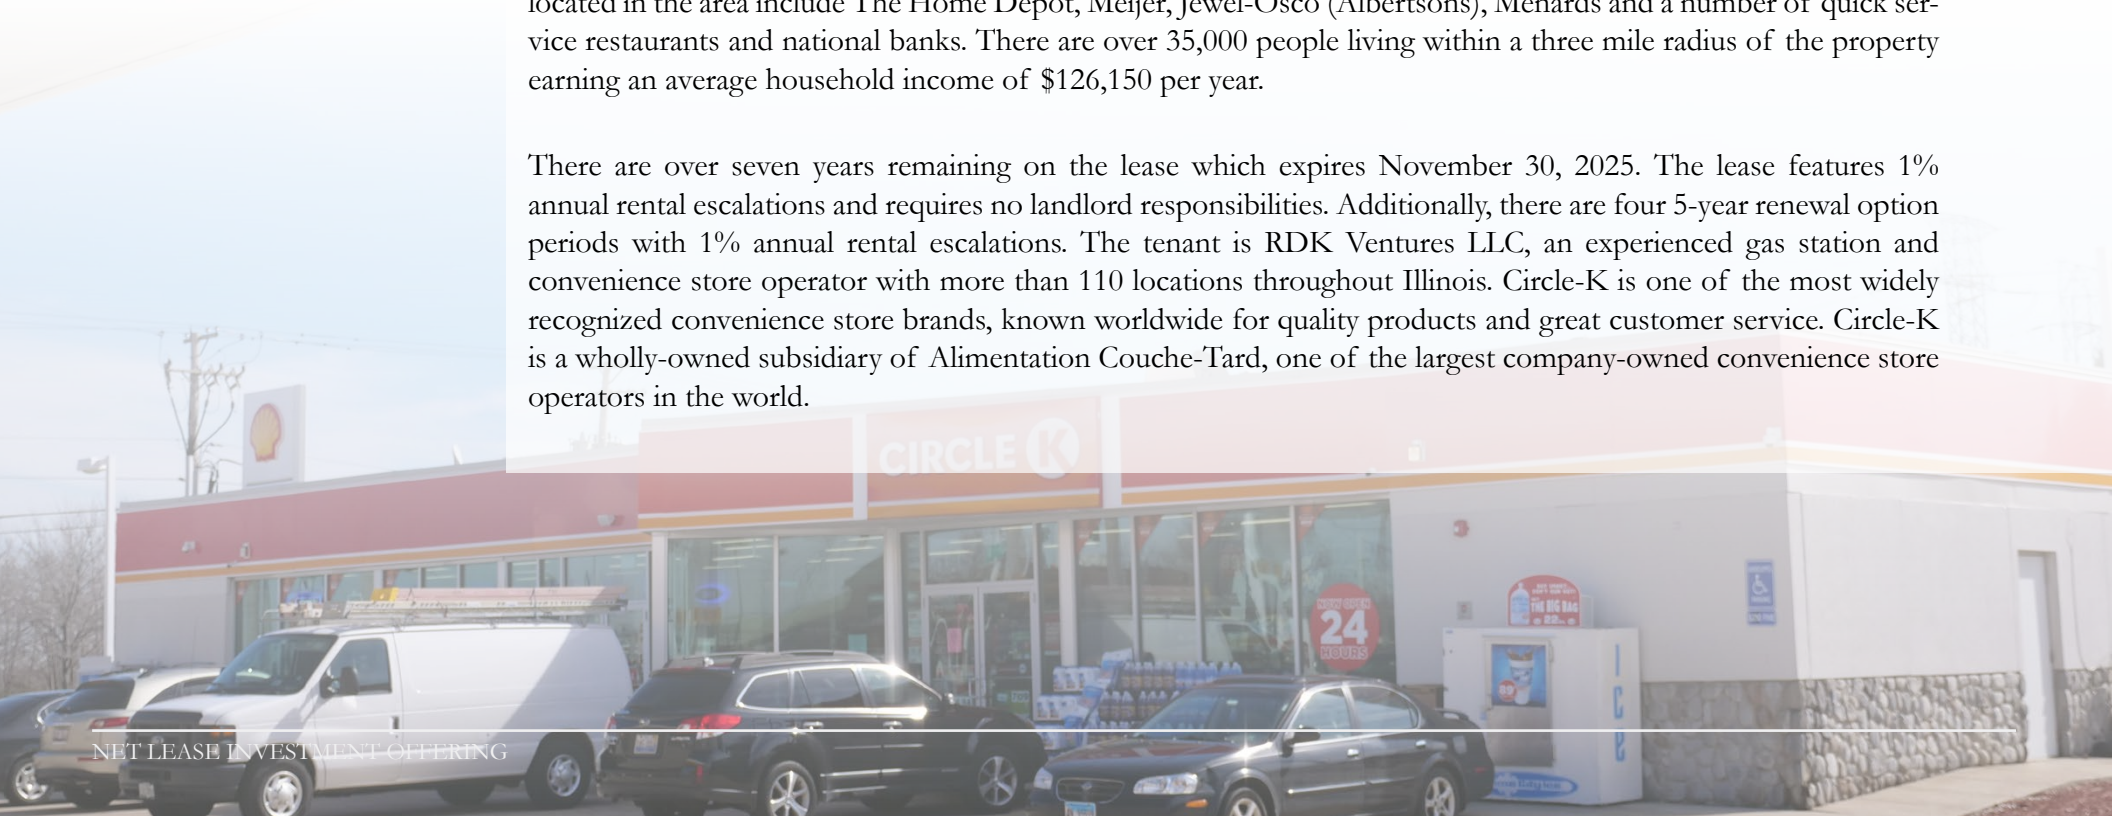 located in the area include The Home Depot, Meijer, Jewel-Osco (Albertsons), Menards and a number of quick ser-
vice restaurants and national banks. There are over 35,000 people living within a three mile radius of the property
earning an average household income of $126,150 per year.
There are over seven years remaining on the lease which expires November 30, 2025. The lease features 1%
annual rental escalations and requires no landlord responsibilities. Additionally, there are four 5-year renewal option
periods with 1% annual rental escalations. The tenant is RDK Ventures LLC, an experienced gas station and
convenience store operator with more than 110 locations throughout Illinois. Circle-K is one of the most widely
recognized convenience store brands, known worldwide for quality products and great customer service. Circle-K
is a wholly-owned subsidiary of Alimentation Couche-Tard, one of the largest company-owned convenience store
operators in the world.
CIRCLE K
NOW OPEN
24
HOURS
THE BIG BAG
Ice
89
NET LEASE INVESTMENT OFFERING